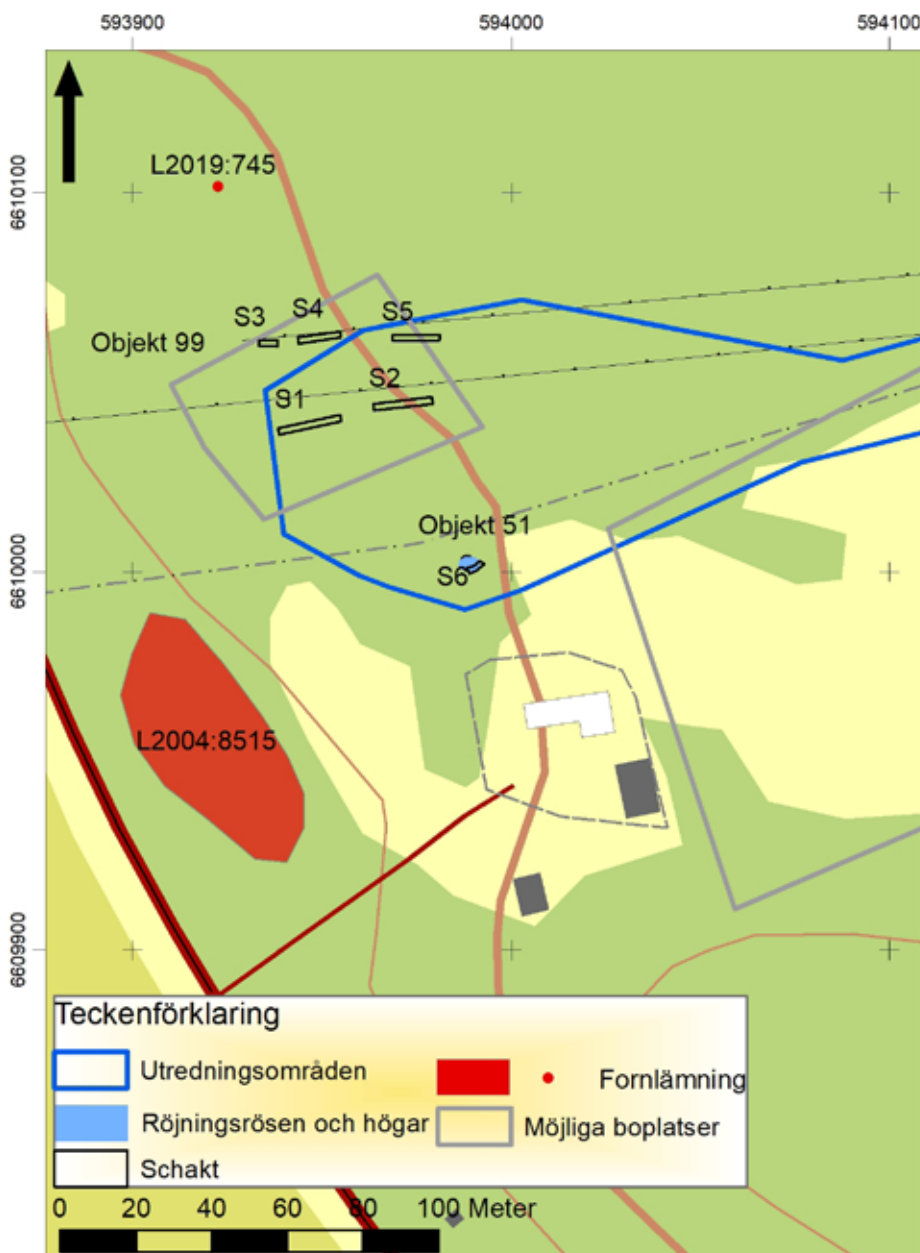 593900
594000
594100
L2019:745
6610100
S3
S4
S5
Objekt 99
S2
S1
Objekt 51
S6
6610000
L2004:8515
6609900
Teckenförklaring
Utredningsområden
Fornlämning
Röjningsrösen och högar
Möjliga boplatser
Schakt
0 20 40 60 80 100 Meter